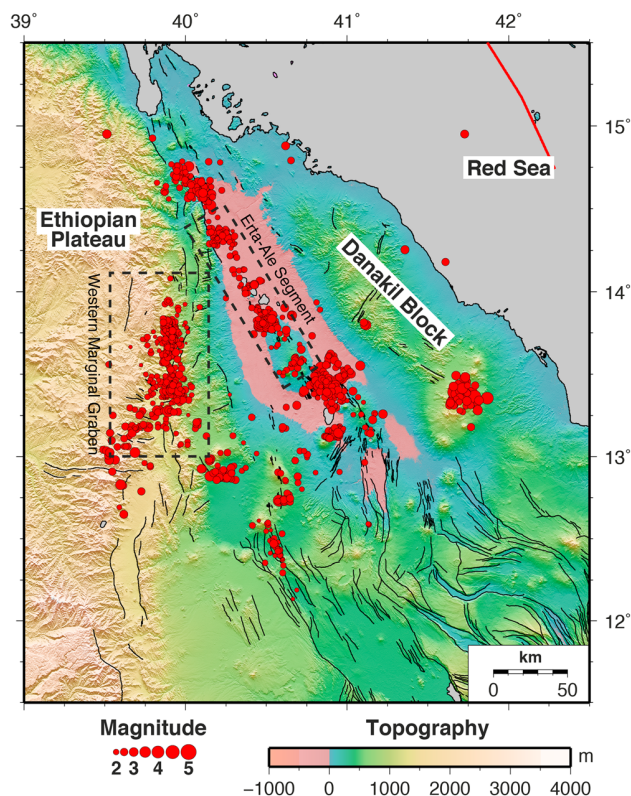 39° 40° 41° 42°
15°
Red Sea
Ethiopian
Plateau
Erta-Ale Segment
Danakil Block
14°
Western Marginal Graben
13°
12°
km
0 50
Magnitude
2 3 4 5
Topography
m
−1000 0 1000 2000 3000 4000